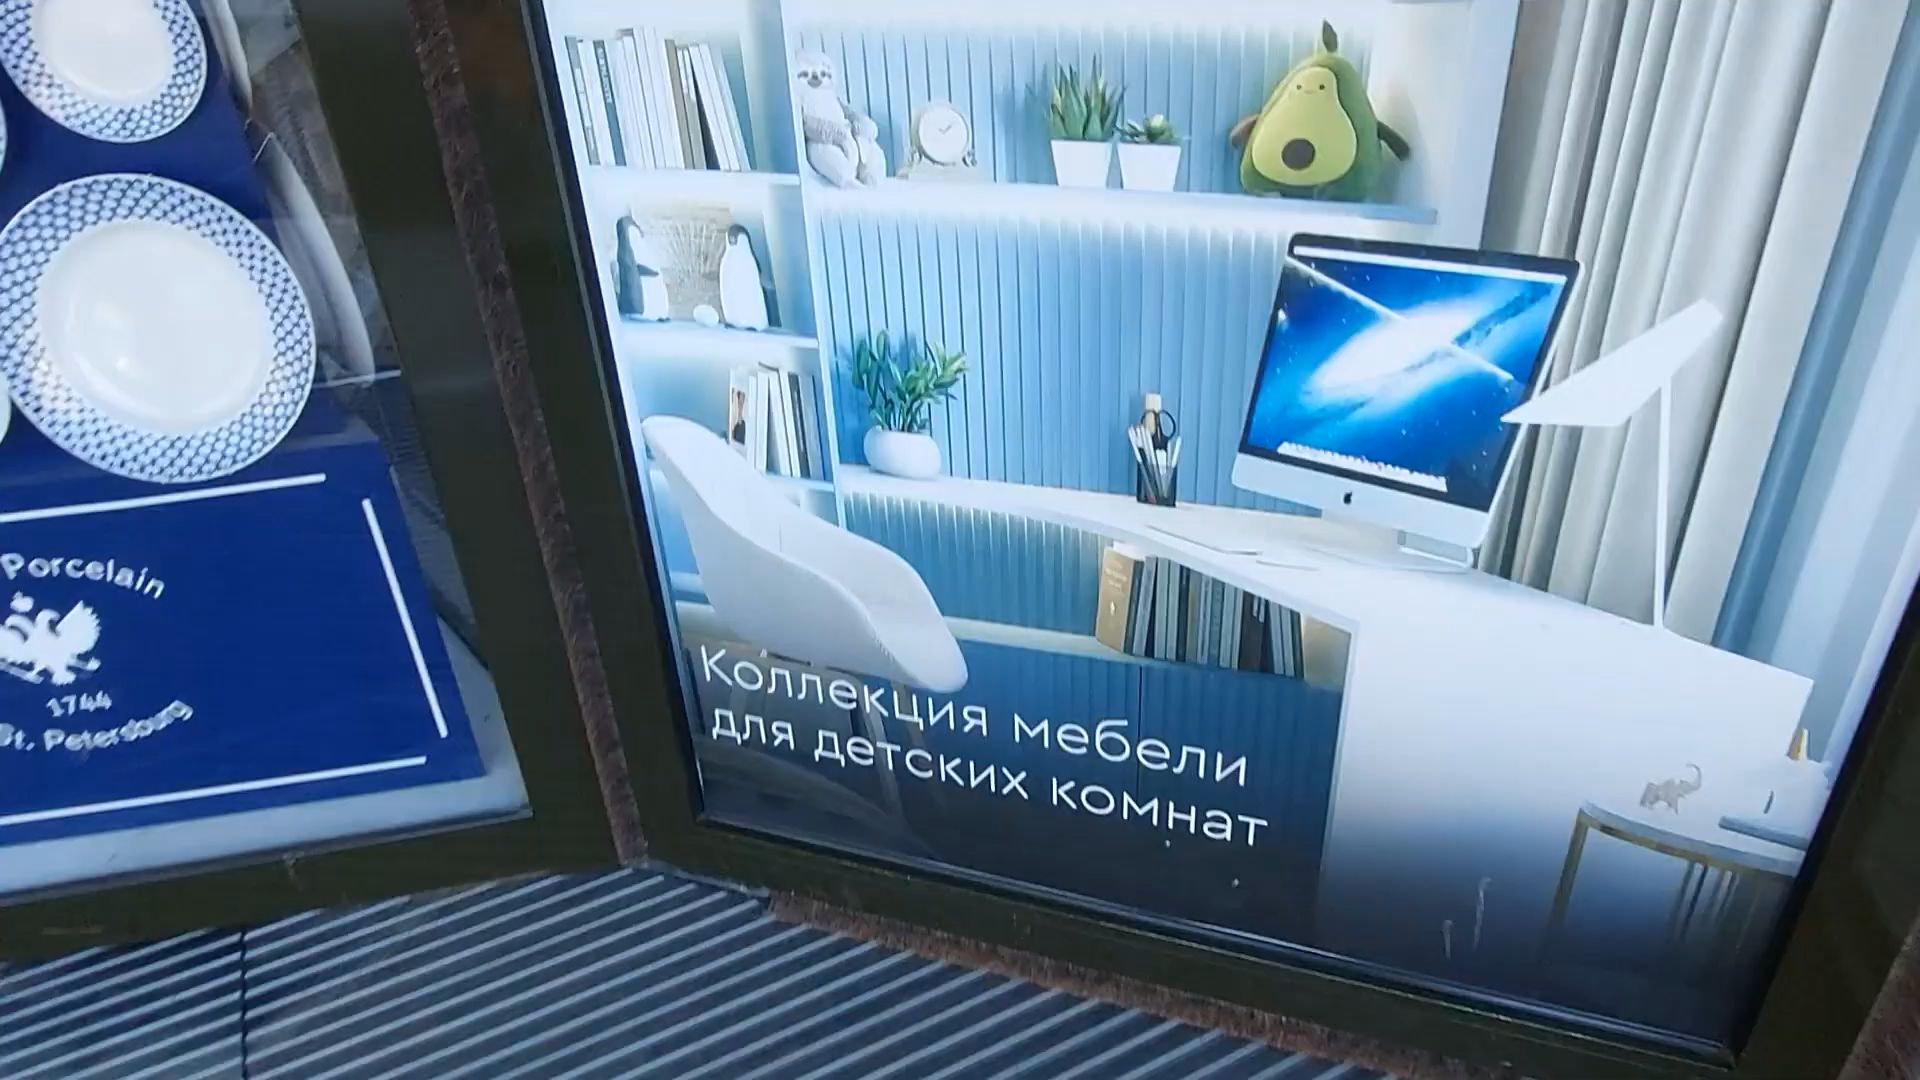 Porcelain
1744
St. Petersburg
Коллекция мебели
для детских комнат